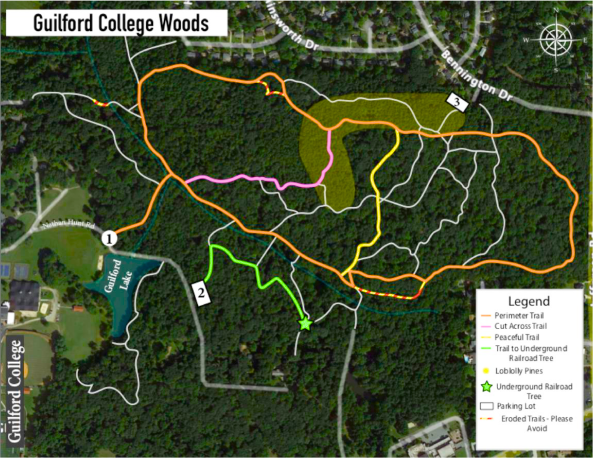 Guilford College Woods
insworth Dr
Bennington Dr
N
W
E
S
3
Nathan Hunt Rd
1
Guilford
Lake
2
Guilford College
Legend
Perimeter Trail
Cut Across Trail
Peaceful Trail
Trail to Underground
Railroad Tree
Loblolly Pines
Underground Railroad
Tree
Parking Lot
Eroded Trails - Please
Avoid